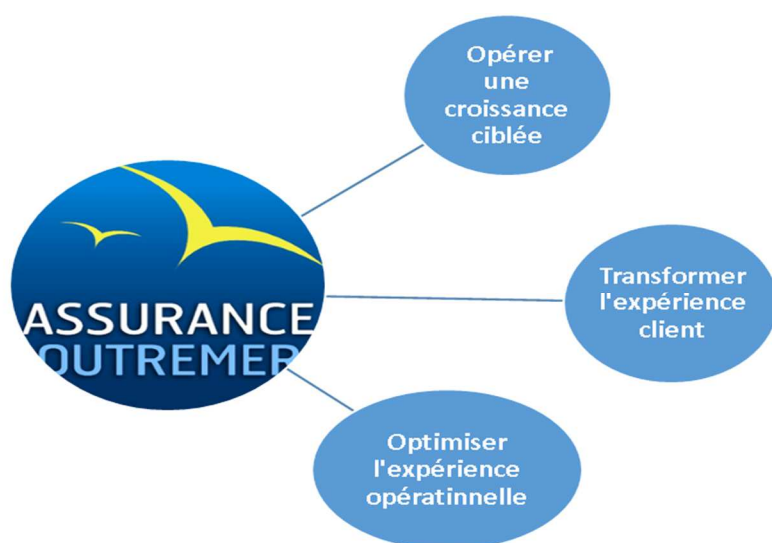 Opérer
une
croissance
ciblée
Transformer
l'expérience
client
ASSURANCE
OUTREMER
Optimiser
l'expérience
opératinnelle